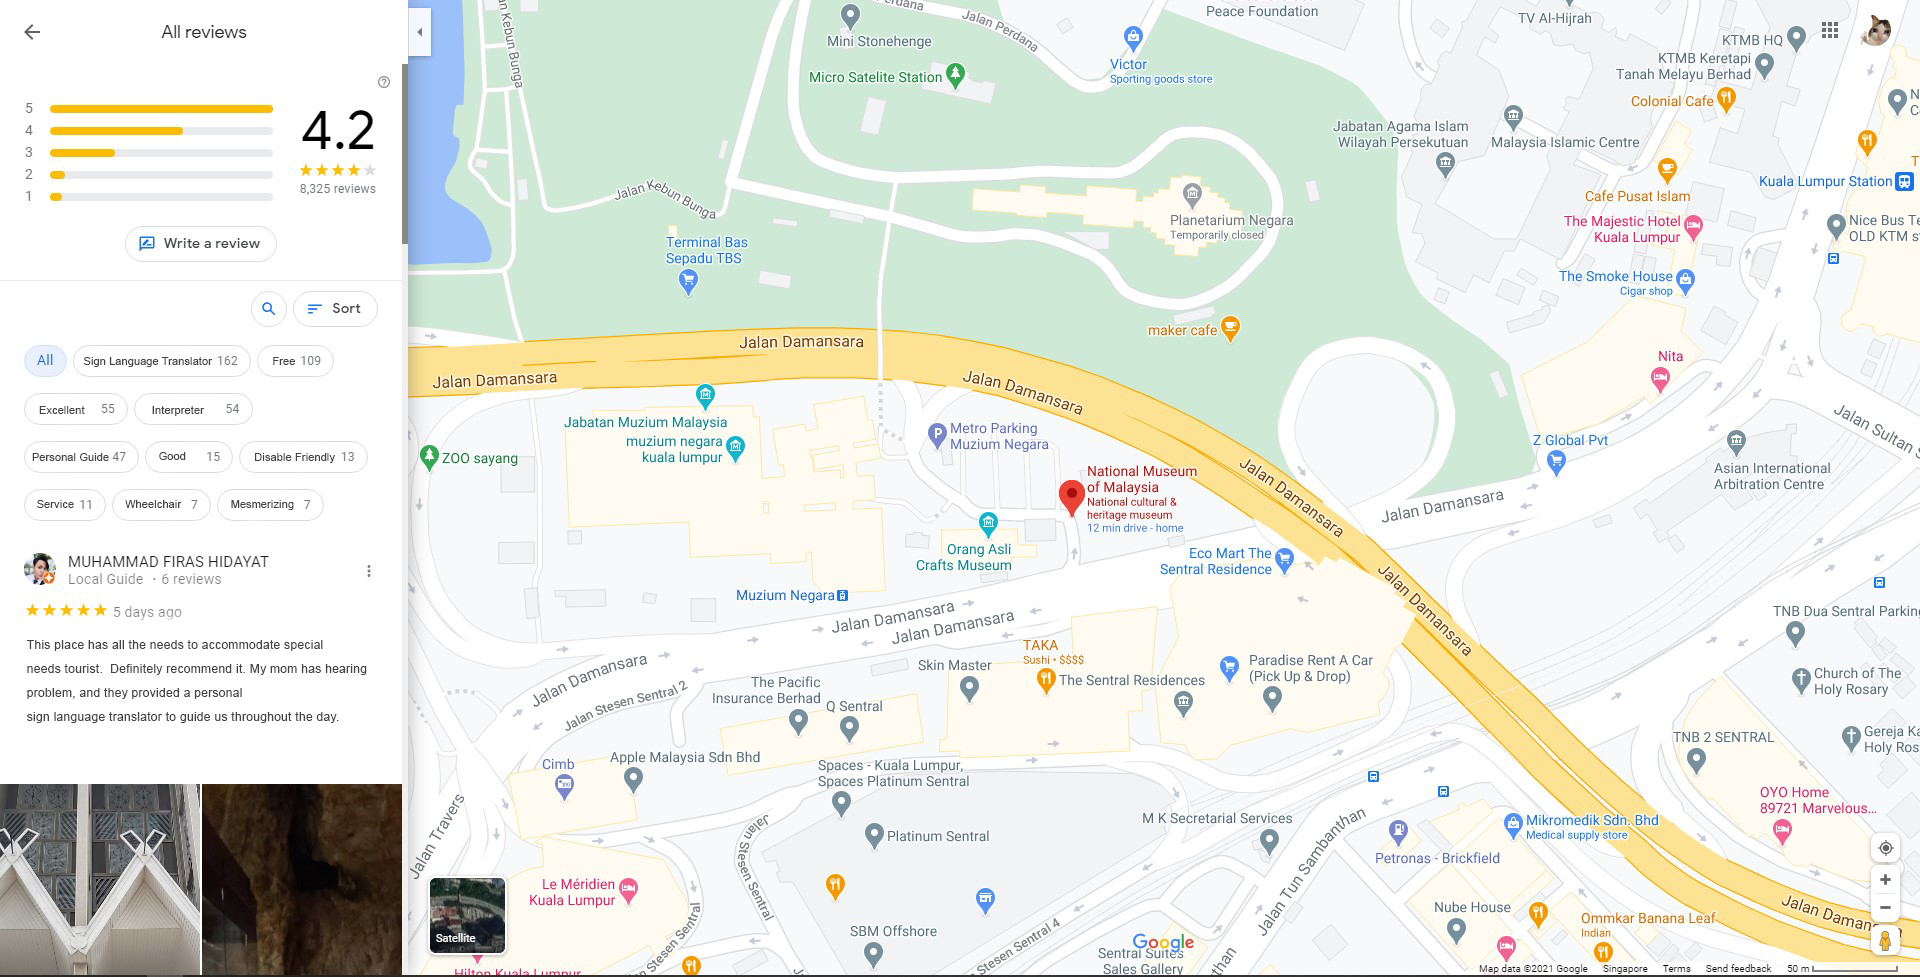 All reviews
5
4
3
2
1
4.2
8,325 reviews
Write a review
Sort
All
Sign Language Translator 162
Free 109
Excellent 55
Interpreter 54
Personal Guide 47
Good 15
Disable Friendly 13
Service 11
Wheelchair 7
Mesmerizing 7
MUHAMMAD FIRAS HIDAYAT
Local Guide · 6 reviews
5 days ago
This place has all the needs to accommodate special
needs tourist. Definitely recommend it. My mom has hearing
problem, and they provided a personal
sign language translator to guide us throughout the day.
Jalan Kebun Bunga
Perdana
Jalan Perdana
Mini Stonehenge
Micro Satelite Station
Victor
Sporting goods store
Peace Foundation
TV Al-Hijrah
KTMB HQ
KTMB Keretapi
Tanah Melayu Berhad
Colonial Cafe
Jabatan Agama Islam
Wilayah Persekutuan
Malaysia Islamic Centre
Cafe Pusat Islam
Kuala Lumpur Station
The Majestic Hotel
Kuala Lumpur
Nice Bus Te
OLD KTM s
Jalan Kebun Bunga
Planetarium Negara
Temporarily closed
Terminal Bas
Sepadu TBS
The Smoke House
Cigar shop
maker cafe
Nita
Jalan Damansara
Jalan Damansara
Jalan Damansara
Jabatan Muzium Malaysia
muzium negara
kuala lumpur
Metro Parking
Muzium Negara
ZOO sayang
National Museum
of Malaysia
National cultural &
heritage museum
12 min drive - home
Jalan Damansara
Z Global Pvt
Jalan Sultan
Asian International
Arbitration Centre
Jalan Damansara
Orang Asli
Crafts Museum
Eco Mart The
Sentral Residence
Jalan Damansara
Muzium Negara
Jalan Damansara
Jalan Damansara
TNB Dua Sentral Parking
TAKA
Sushi • $$$$
Skin Master
The Sentral Residences
Paradise Rent A Car
(Pick Up & Drop)
Church of The
Holy Rosary
Jalan Damansara
Jalan Stesen Sentral 2
The Pacific
Insurance Berhad
Q Sentral
TNB 2 SENTRAL
Gereja Ka
Holy Ros
Cimb
Apple Malaysia Sdn Bhd
Spaces - Kuala Lumpur,
Spaces Platinum Sentral
OYO Home
89721 Marvelous...
Jalan Travers
Jalan Stesen Sentral
Platinum Sentral
M K Secretarial Services
Jalan Tun Sambanthan
Petronas - Brickfield
Mikromedik Sdn. Bhd
Medical supply store
Le Méridien
Kuala Lumpur
Satellite
Stesen Sentral
SBM Offshore
Stesen Sentral 4
Nube House
Ommkar Banana Leaf
Indian
Jalan Daman
Hilton Kuala Lumpur
Sentral Suites
Sales Gallery
Google
than
Map data ©2021 Google
Singapore
Terms
Send feedback
50 m